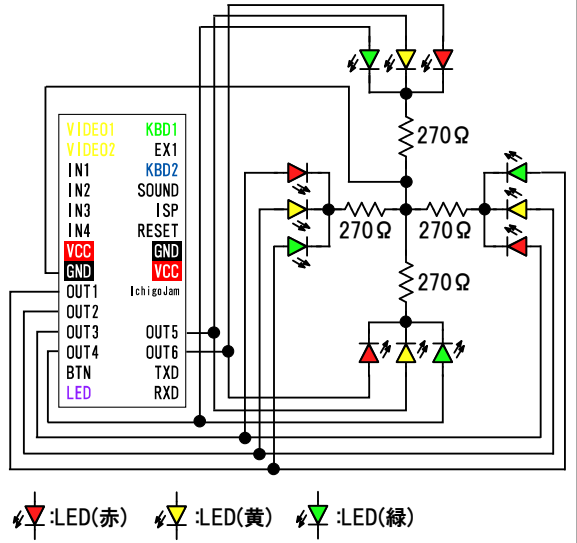 VIDEO1 KBD1
VIDEO2 EX1
IN1 KBD2
IN2 SOUND
IN3 ISP
IN4 RESET
VCC GND
GND VCC
OUT1 IchigoJam
OUT2
OUT3 OUT5
OUT4 OUT6
BTN TXD
LED RXD
270Ω
270Ω 270Ω
270Ω
:LED(赤) :LED(黄) :LED(緑)